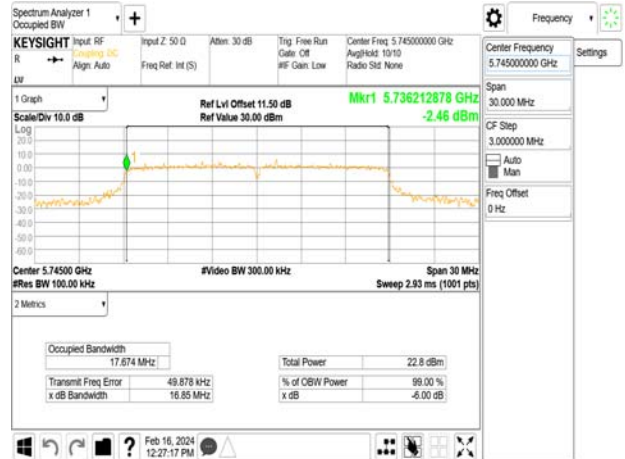 Spectrum Analyzer 1
Occupied BW
Frequency
KEYSIGHT
R
Input: RF
Coupling: DC
Align: Auto
Input Z: 50 Ω
Freq Ref: Int (S)
Atten: 30 dB
Trig: Free Run
Gate: Off
#IF Gain: Low
Center Freq: 5.745000000 GHz
Avg|Hold: 10/10
Radio Std: None
Center Frequency
5.745000000 GHz
Settings
Span
30.000 MHz
CF Step
3.000000 MHz
Auto
Man
Freq Offset
0 Hz
1 Graph
Scale/Div 10.0 dB
Ref Lvl Offset 11.50 dB
Ref Value 30.00 dBm
Mkr1 5.736212878 GHz
-2.46 dBm
Log
20.0
10.0
0.00
-10.0
-20.0
-30.0
-40.0
-50.0
-60.0
1
Center 5.74500 GHz
#Res BW 100.00 kHz
#Video BW 300.00 kHz
Span 30 MHz
Sweep 2.93 ms (1001 pts)
2 Metrics
Occupied Bandwidth
17.674 MHz
Total Power 22.8 dBm
Transmit Freq Error 49.878 kHz
% of OBW Power 99.00 %
x dB Bandwidth 16.85 MHz
x dB -6.00 dB
?
Feb 16, 2024
12:27:17 PM